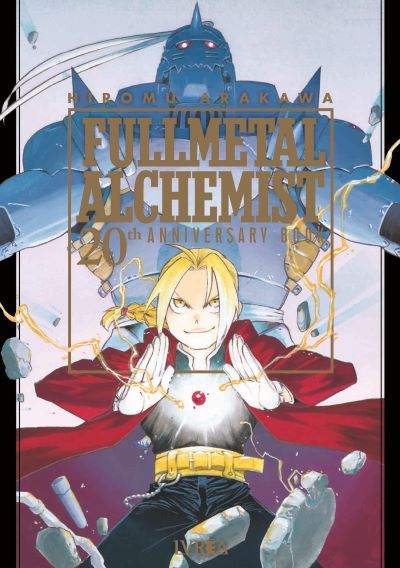 HIROMU ARAKAWA
FULLMETAL
ALCHEMIST
20th ANNIVERSARY BOOK
IVREA